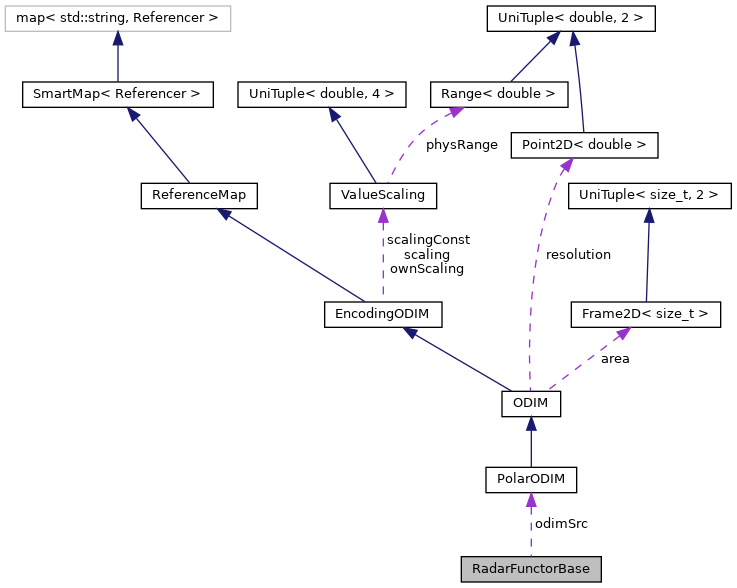 map< std::string, Referencer >
UniTuple< double, 2 >
SmartMap< Referencer >
UniTuple< double, 4 >
Range< double >
physRange
Point2D< double >
ReferenceMap
ValueScaling
UniTuple< size_t, 2 >
scalingConst
scaling
ownScaling
resolution
EncodingODIM
Frame2D< size_t >
area
ODIM
PolarODIM
odimSrc
RadarFunctorBase